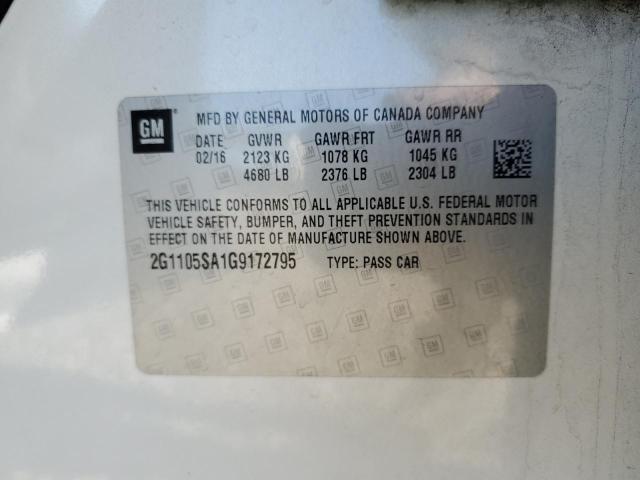 GM
MFD BY GENERAL MOTORS OF CANADA COMPANY
DATE GVWR GAWR FRT GAWR RR
02/16 2123 KG 1078 KG 1045 KG
4680 LB 2376 LB 2304 LB
THIS VEHICLE CONFORMS TO ALL APPLICABLE U.S. FEDERAL MOTOR
VEHICLE SAFETY, BUMPER, AND THEFT PREVENTION STANDARDS IN
EFFECT ON THE DATE OF MANUFACTURE SHOWN ABOVE.
2G1105SA1G9172795 TYPE: PASS CAR